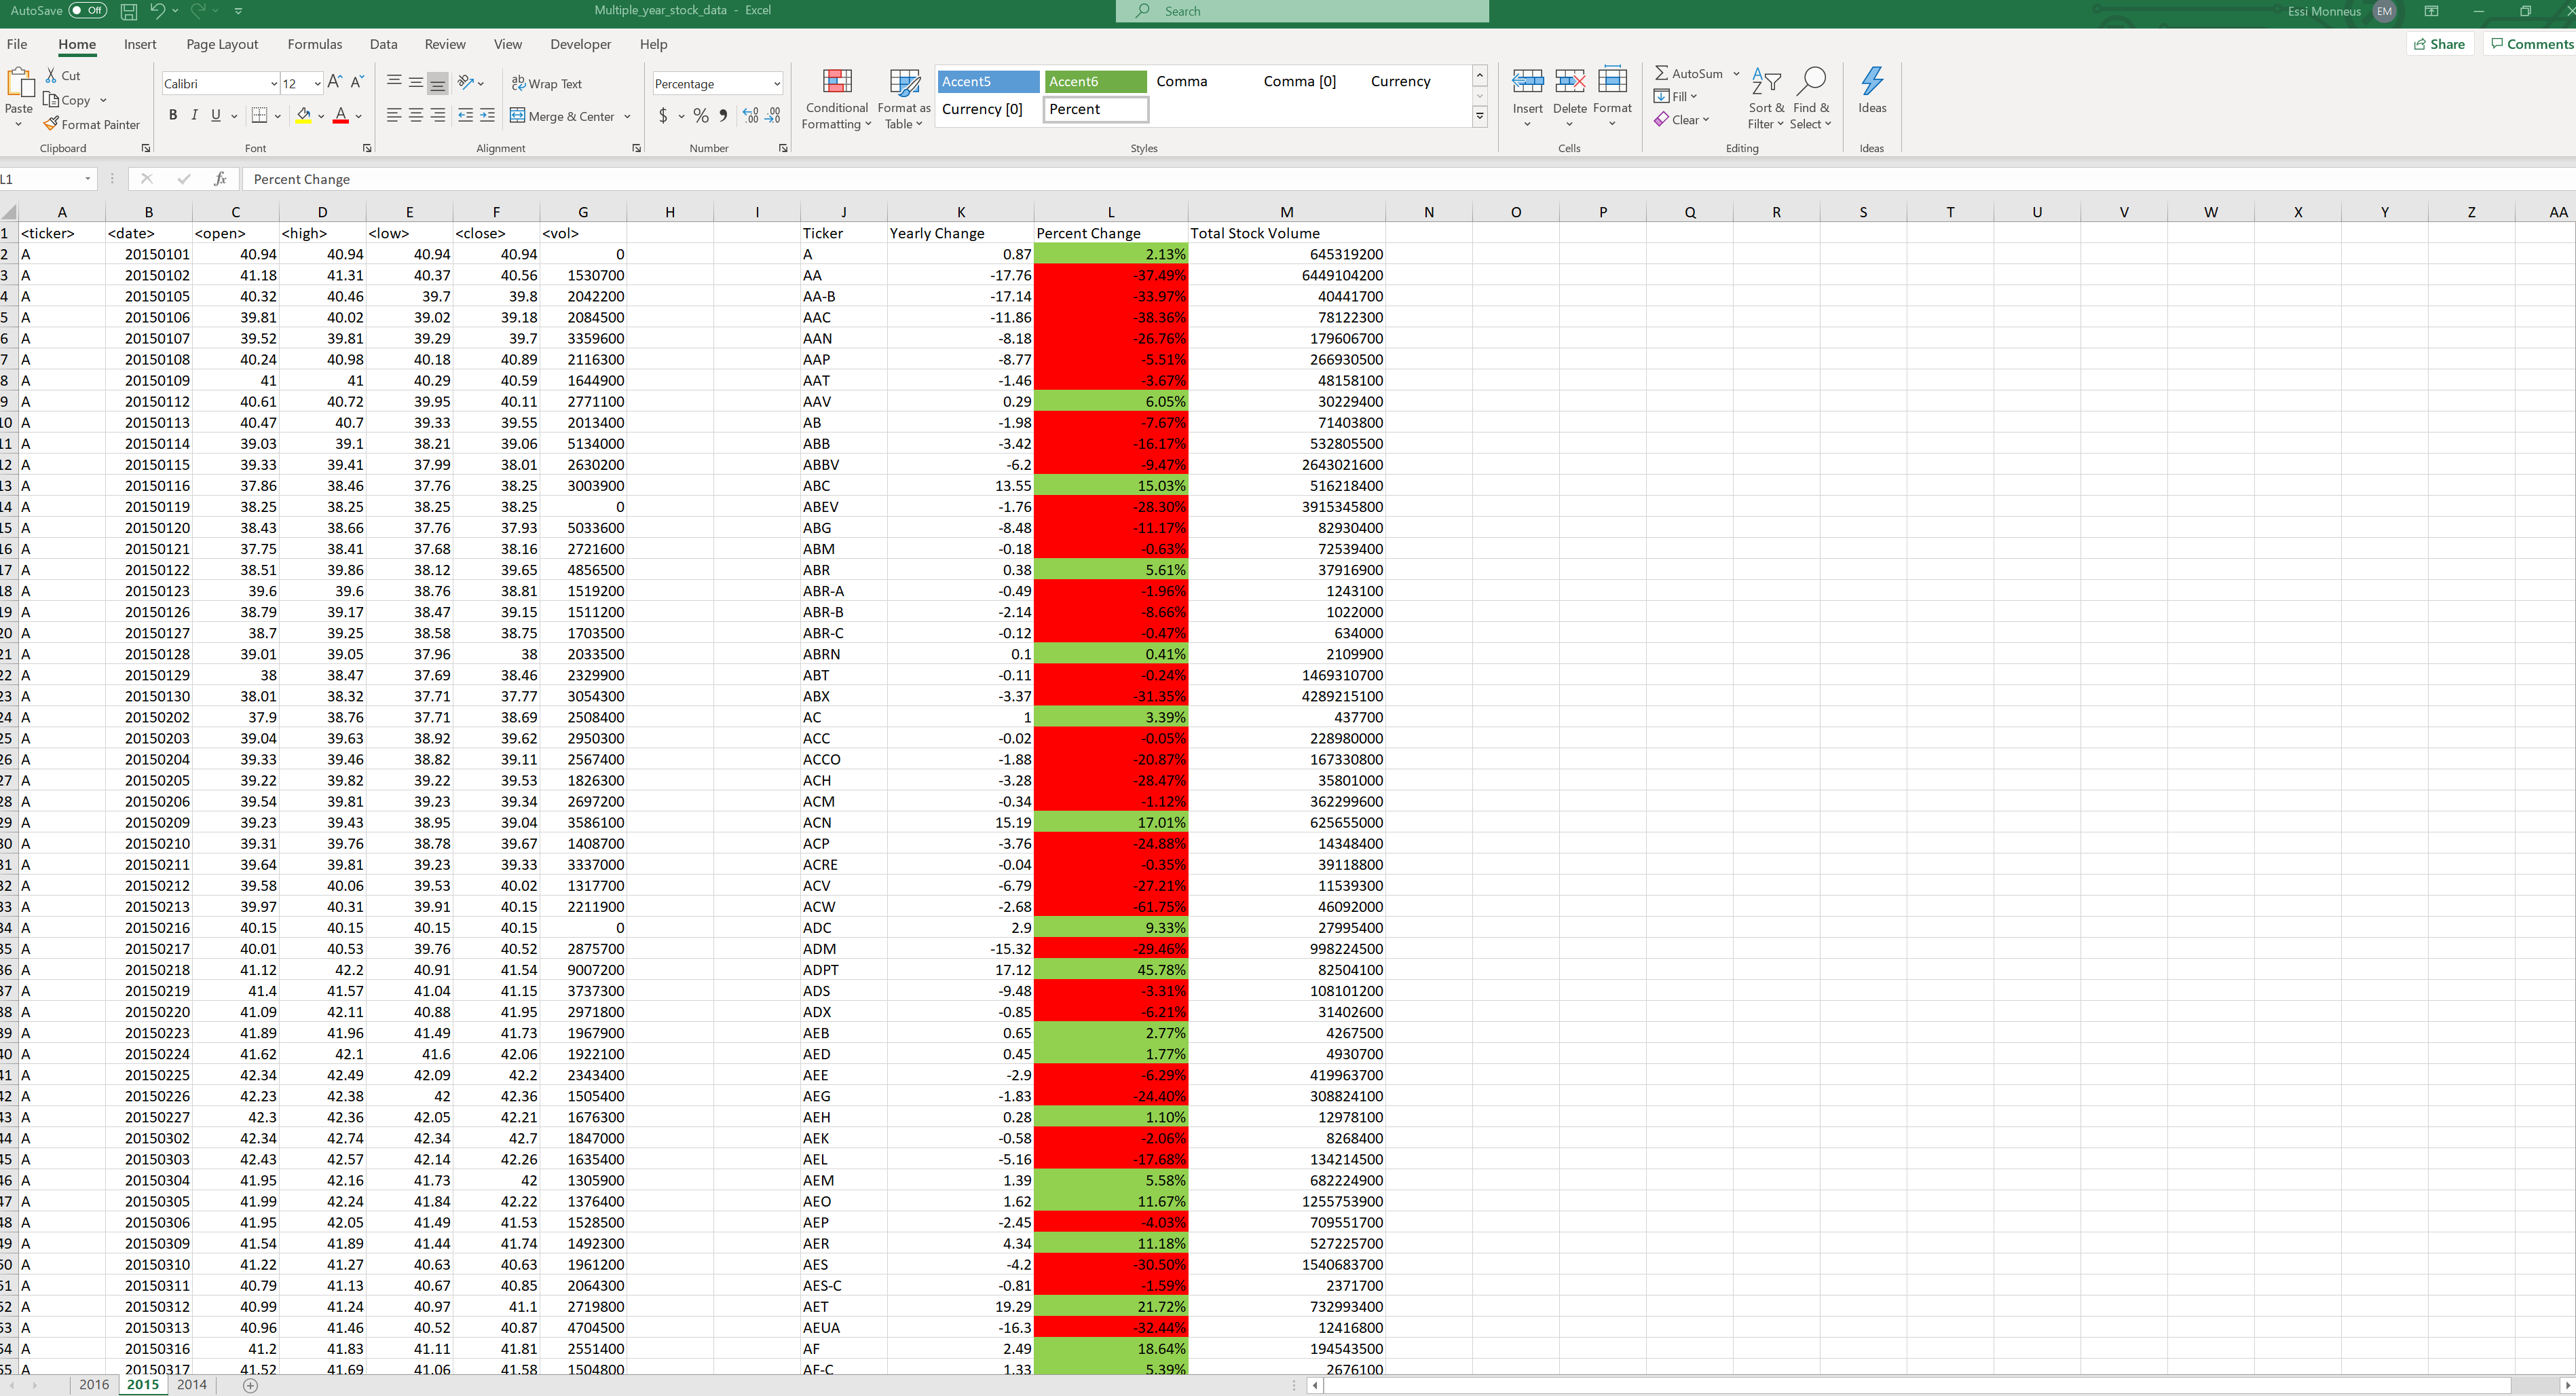 AutoSave Off Multiple_year_stock_data - Excel Search Essi Monneus EM
File Home Insert Page Layout Formulas Data Review View Developer Help Share Comments
Paste Cut Copy Format Painter Clipboard
Calibri 12 B I U A Font
Wrap Text Merge & Center Alignment
Percentage $ % Number
Conditional Formatting Format as Table Accent5 Accent6 Comma Comma [0] Currency Currency [0] Percent Styles
Insert Delete Format Cells
AutoSum Fill Clear Sort & Filter Find & Select Editing
Ideas Ideas
L1 fx Percent Change
A B C D E F G H I J K L M N O P Q R S T U V W X Y Z AA
1 <ticker> <date> <open> <high> <low> <close> <vol> Ticker Yearly Change Percent Change Total Stock Volume
2 A 20150101 40.94 40.94 40.94 40.94 0 A 0.87 2.13% 645319200
3 A 20150102 41.18 41.31 40.37 40.56 1530700 AA -17.76 -37.49% 6449104200
4 A 20150105 40.32 40.46 39.7 39.8 2042200 AA-B -17.14 -33.97% 40441700
5 A 20150106 39.81 40.02 39.02 39.18 2084500 AAC -11.86 -38.36% 78122300
6 A 20150107 39.52 39.81 39.29 39.7 3359600 AAN -8.18 -26.76% 179606700
7 A 20150108 40.24 40.98 40.18 40.89 2116300 AAP -8.77 -5.51% 266930500
8 A 20150109 41 41 40.29 40.59 1644900 AAT -1.46 -3.67% 48158100
9 A 20150112 40.61 40.72 39.95 40.11 2771100 AAV 0.29 6.05% 30229400
10 A 20150113 40.47 40.7 39.33 39.55 2013400 AB -1.98 -7.67% 71403800
11 A 20150114 39.03 39.1 38.21 39.06 5134000 ABB -3.42 -16.17% 532805500
12 A 20150115 39.33 39.41 37.99 38.01 2630200 ABBV -6.2 -9.47% 2643021600
13 A 20150116 37.86 38.46 37.76 38.25 3003900 ABC 13.55 15.03% 516218400
14 A 20150119 38.25 38.25 38.25 38.25 0 ABEV -1.76 -28.30% 3915345800
15 A 20150120 38.43 38.66 37.76 37.93 5033600 ABG -8.48 -11.17% 82930400
16 A 20150121 37.75 38.41 37.68 38.16 2721600 ABM -0.18 -0.63% 72539400
17 A 20150122 38.51 39.86 38.12 39.65 4856500 ABR 0.38 5.61% 37916900
18 A 20150123 39.6 39.6 38.76 38.81 1519200 ABR-A -0.49 -1.96% 1243100
19 A 20150126 38.79 39.17 38.47 39.15 1511200 ABR-B -2.14 -8.66% 1022000
20 A 20150127 38.7 39.25 38.58 38.75 1703500 ABR-C -0.12 -0.47% 634000
21 A 20150128 39.01 39.05 37.96 38 2033500 ABRN 0.1 0.41% 2109900
22 A 20150129 38 38.47 37.69 38.46 2329900 ABT -0.11 -0.24% 1469310700
23 A 20150130 38.01 38.32 37.71 37.77 3054300 ABX -3.37 -31.35% 4289215100
24 A 20150202 37.9 38.76 37.71 38.69 2508400 AC 1 3.39% 437700
25 A 20150203 39.04 39.63 38.92 39.62 2950300 ACC -0.02 -0.05% 228980000
26 A 20150204 39.33 39.46 38.82 39.11 2567400 ACCO -1.88 -20.87% 167330800
27 A 20150205 39.22 39.82 39.22 39.53 1826300 ACH -3.28 -28.47% 35801000
28 A 20150206 39.54 39.81 39.23 39.34 2697200 ACM -0.34 -1.12% 362299600
29 A 20150209 39.23 39.43 38.95 39.04 3586100 ACN 15.19 17.01% 625655000
30 A 20150210 39.31 39.76 38.78 39.67 1408700 ACP -3.76 -24.88% 14348400
31 A 20150211 39.64 39.81 39.23 39.33 3337000 ACRE -0.04 -0.35% 39118800
32 A 20150212 39.58 40.06 39.53 40.02 1317700 ACV -6.79 -27.21% 11539300
33 A 20150213 39.97 40.31 39.91 40.15 2211900 ACW -2.68 -61.75% 46092000
34 A 20150216 40.15 40.15 40.15 40.15 0 ADC 2.9 9.33% 27995400
35 A 20150217 40.01 40.53 39.76 40.52 2875700 ADM -15.32 -29.46% 998224500
36 A 20150218 41.12 42.2 40.91 41.54 9007200 ADPT 17.12 45.78% 82504100
37 A 20150219 41.4 41.57 41.04 41.15 3737300 ADS -9.48 -3.31% 108101200
38 A 20150220 41.09 42.11 40.88 41.95 2971800 ADX -0.85 -6.21% 31402600
39 A 20150223 41.89 41.96 41.49 41.73 1967900 AEB 0.65 2.77% 4267500
40 A 20150224 41.62 42.1 41.6 42.06 1922100 AED 0.45 1.77% 4930700
41 A 20150225 42.34 42.49 42.09 42.2 2343400 AEE -2.9 -6.29% 419963700
42 A 20150226 42.23 42.38 42 42.36 1505400 AEG -1.83 -24.40% 308824100
43 A 20150227 42.3 42.36 42.05 42.21 1676300 AEH 0.28 1.10% 12978100
44 A 20150302 42.34 42.74 42.34 42.7 1847000 AEK -0.58 -2.06% 8268400
45 A 20150303 42.43 42.57 42.14 42.26 1635400 AEL -5.16 -17.68% 134214500
46 A 20150304 41.95 42.16 41.73 42 1305900 AEM 1.39 5.58% 682224900
47 A 20150305 41.99 42.24 41.84 42.22 1376400 AEO 1.62 11.67% 1255753900
48 A 20150306 41.95 42.05 41.49 41.53 1528500 AEP -2.45 -4.03% 709551700
49 A 20150309 41.54 41.89 41.44 41.74 1492300 AER 4.34 11.18% 527225700
50 A 20150310 41.22 41.27 40.63 40.63 1961200 AES -4.2 -30.50% 1540683700
51 A 20150311 40.79 41.13 40.67 40.85 2064300 AES-C -0.81 -1.59% 2371700
52 A 20150312 40.99 41.24 40.97 41.1 2719800 AET 19.29 21.72% 732993400
53 A 20150313 40.96 41.46 40.52 40.87 4704500 AEUA -16.3 -32.44% 12416800
54 A 20150316 41.2 41.83 41.11 41.81 2551400 AF 2.49 18.64% 194543500
55 A 20150317 41.52 41.69 41.06 41.58 1504800 AF-C 1.33 5.39% 2676100
2016 2015 2014